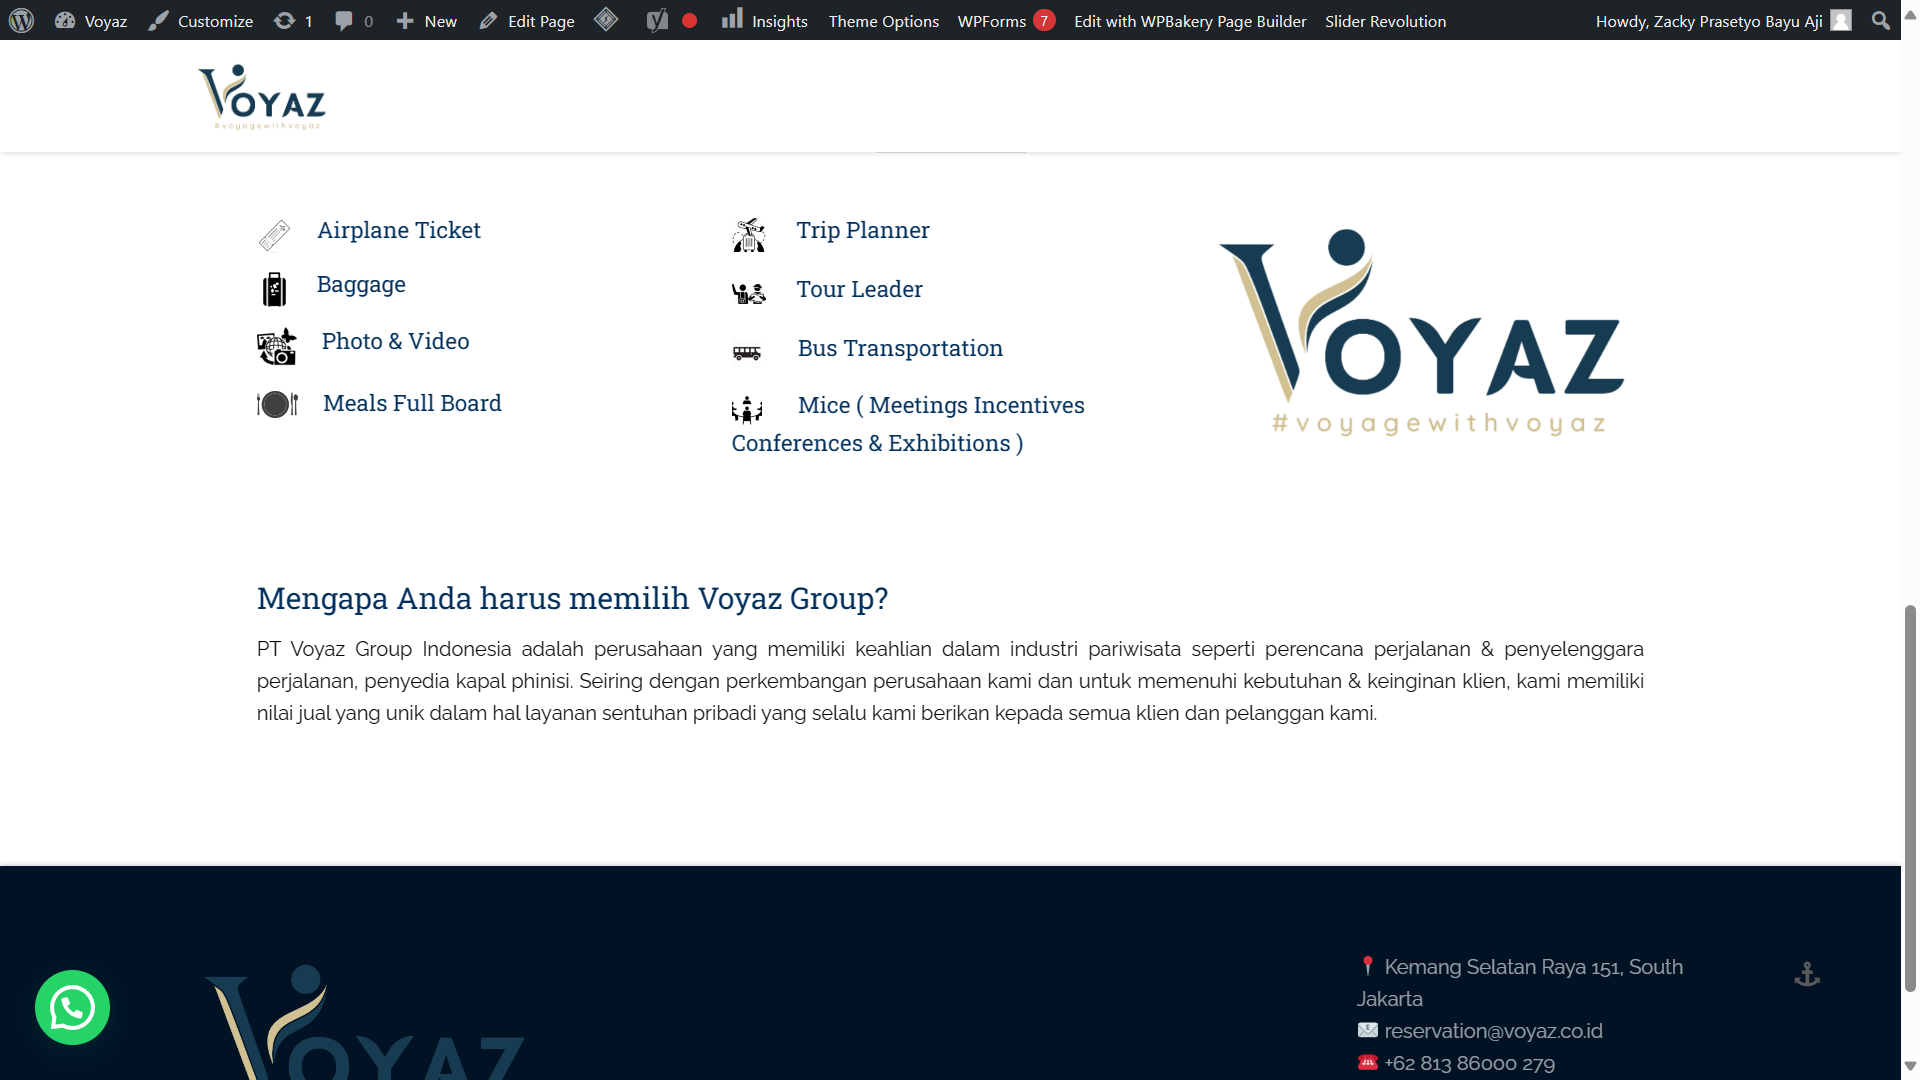 Voyaz Customize 1 0 New Edit Page Insights Theme Options WPForms 7 Edit with WPBakery Page Builder Slider Revolution Howdy, Zacky Prasetyo Bayu Aji
VOYAZ
#voyagewithvoyaz
Airplane Ticket
Baggage
Photo & Video
Meals Full Board
Trip Planner
Tour Leader
Bus Transportation
Mice ( Meetings Incentives
Conferences & Exhibitions )
VOYAZ
#voyagewithvoyaz
Mengapa Anda harus memilih Voyaz Group?
PT Voyaz Group Indonesia adalah perusahaan yang memiliki keahlian dalam industri pariwisata seperti perencana perjalanan & penyelenggara
perjalanan, penyedia kapal phinisi. Seiring dengan perkembangan perusahaan kami dan untuk memenuhi kebutuhan & keinginan klien, kami memiliki
nilai jual yang unik dalam hal layanan sentuhan pribadi yang selalu kami berikan kepada semua klien dan pelanggan kami.
VOYAZ
Kemang Selatan Raya 151, South
Jakarta
reservation@voyaz.co.id
+62 813 86000 279